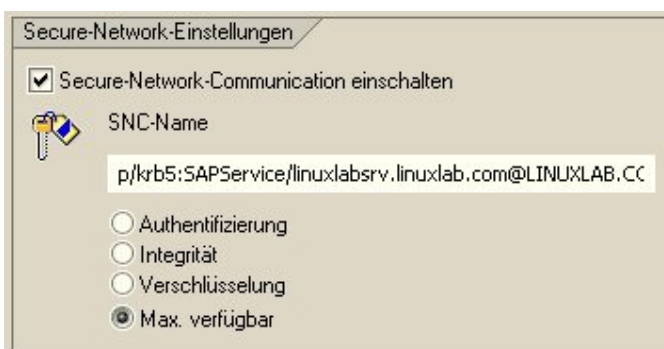 Secure-Network-Einstellungen
Secure-Network-Communication einschalten
SNC-Name
p/krb5:SAPService/linuxlabsrv.linuxlab.com@LINUXLAB.CC
Authentifizierung
Integrität
Verschlüsselung
Max. verfügbar